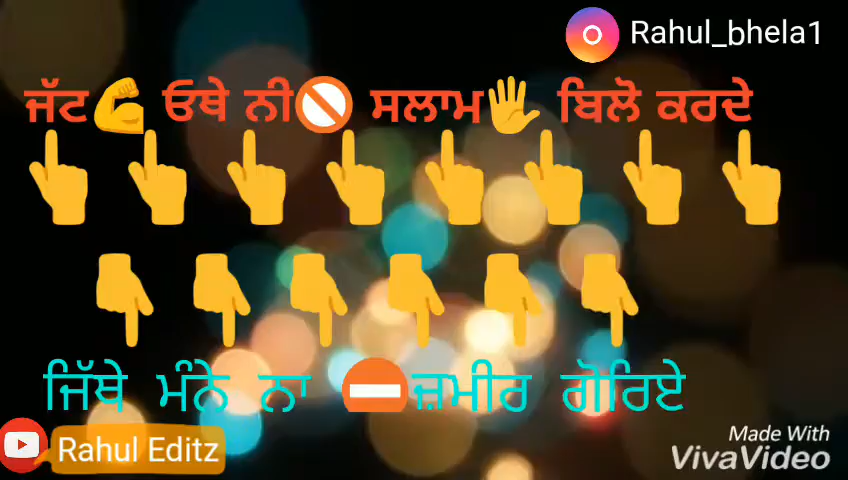 Rahul_bhela1
ਜੱਟ💪 ਓਥੇ ਨੀ🚫 ਸਲਾਮ🖐 ਬਿਲੋ ਕਰਦੇ
👆👆👆👆👆👆👆👆
👇👇👇👇👇👇
ਜਿੱਥੇ ਮੰਨੇ ਨਾ ⛔ਜ਼ਮੀਰ ਗੋਰਿਏ
Rahul Editz
Made With
VivaVideo